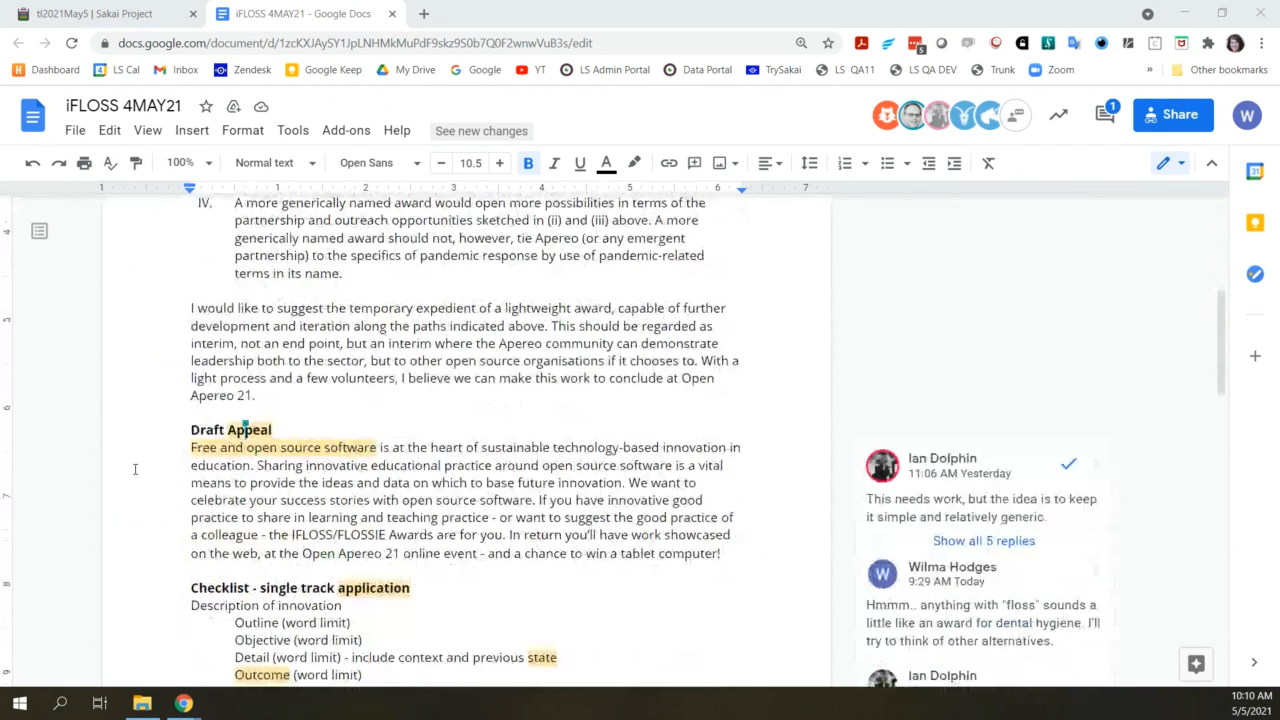 tl2021May5 | Sakai Project
iFLOSS 4MAY21 - Google Docs
docs.google.com/document/d/1zcKXJAySY1JpLNHMkMuPdF9skz9S0b7Q0F2wnwVuB3s/edit
Dashboard LS Cal Inbox Zendesk Google Keep My Drive Google YT LS Admin Portal Data Portal TrySakai LS QA11 LS QA DEV Trunk Zoom » Other bookmarks
iFLOSS 4MAY21
File Edit View Insert Format Tools Add-ons Help See new changes
1 Share W
100% Normal text Open Sans 10.5 B I U A
1 1 2 3 4 5 6 7
IV. A more generically named award would open more possibilities in terms of the
partnership and outreach opportunities sketched in (ii) and (iii) above. A more
generically named award should not, however, tie Apereo (or any emergent
partnership) to the specifics of pandemic response by use of pandemic-related
terms in its name.
I would like to suggest the temporary expedient of a lightweight award, capable of further
development and iteration along the paths indicated above. This should be regarded as
interim, not an end point, but an interim where the Apereo community can demonstrate
leadership both to the sector, but to other open source organisations if it chooses to. With a
light process and a few volunteers, I believe we can make this work to conclude at Open
Apereo 21.
Draft Appeal
Free and open source software is at the heart of sustainable technology-based innovation in
education. Sharing innovative educational practice around open source software is a vital
means to provide the ideas and data on which to base future innovation. We want to
celebrate your success stories with open source software. If you have innovative good
practice to share in learning and teaching practice - or want to suggest the good practice of
a colleague - the IFLOSS/FLOSSIE Awards are for you. In return you'll have work showcased
on the web, at the Open Apereo 21 online event - and a chance to win a tablet computer!
Checklist - single track application
Description of innovation
Outline (word limit)
Objective (word limit)
Detail (word limit) - include context and previous state
Outcome (word limit)
Ian Dolphin
11:06 AM Yesterday
This needs work, but the idea is to keep
it simple and relatively generic.
Show all 5 replies
W
Wilma Hodges
9:29 AM Today
Hmmm.. anything with "floss" sounds a
little like an award for dental hygiene. I'll
try to think of other alternatives.
Ian Dolphin
10:10 AM
5/5/2021